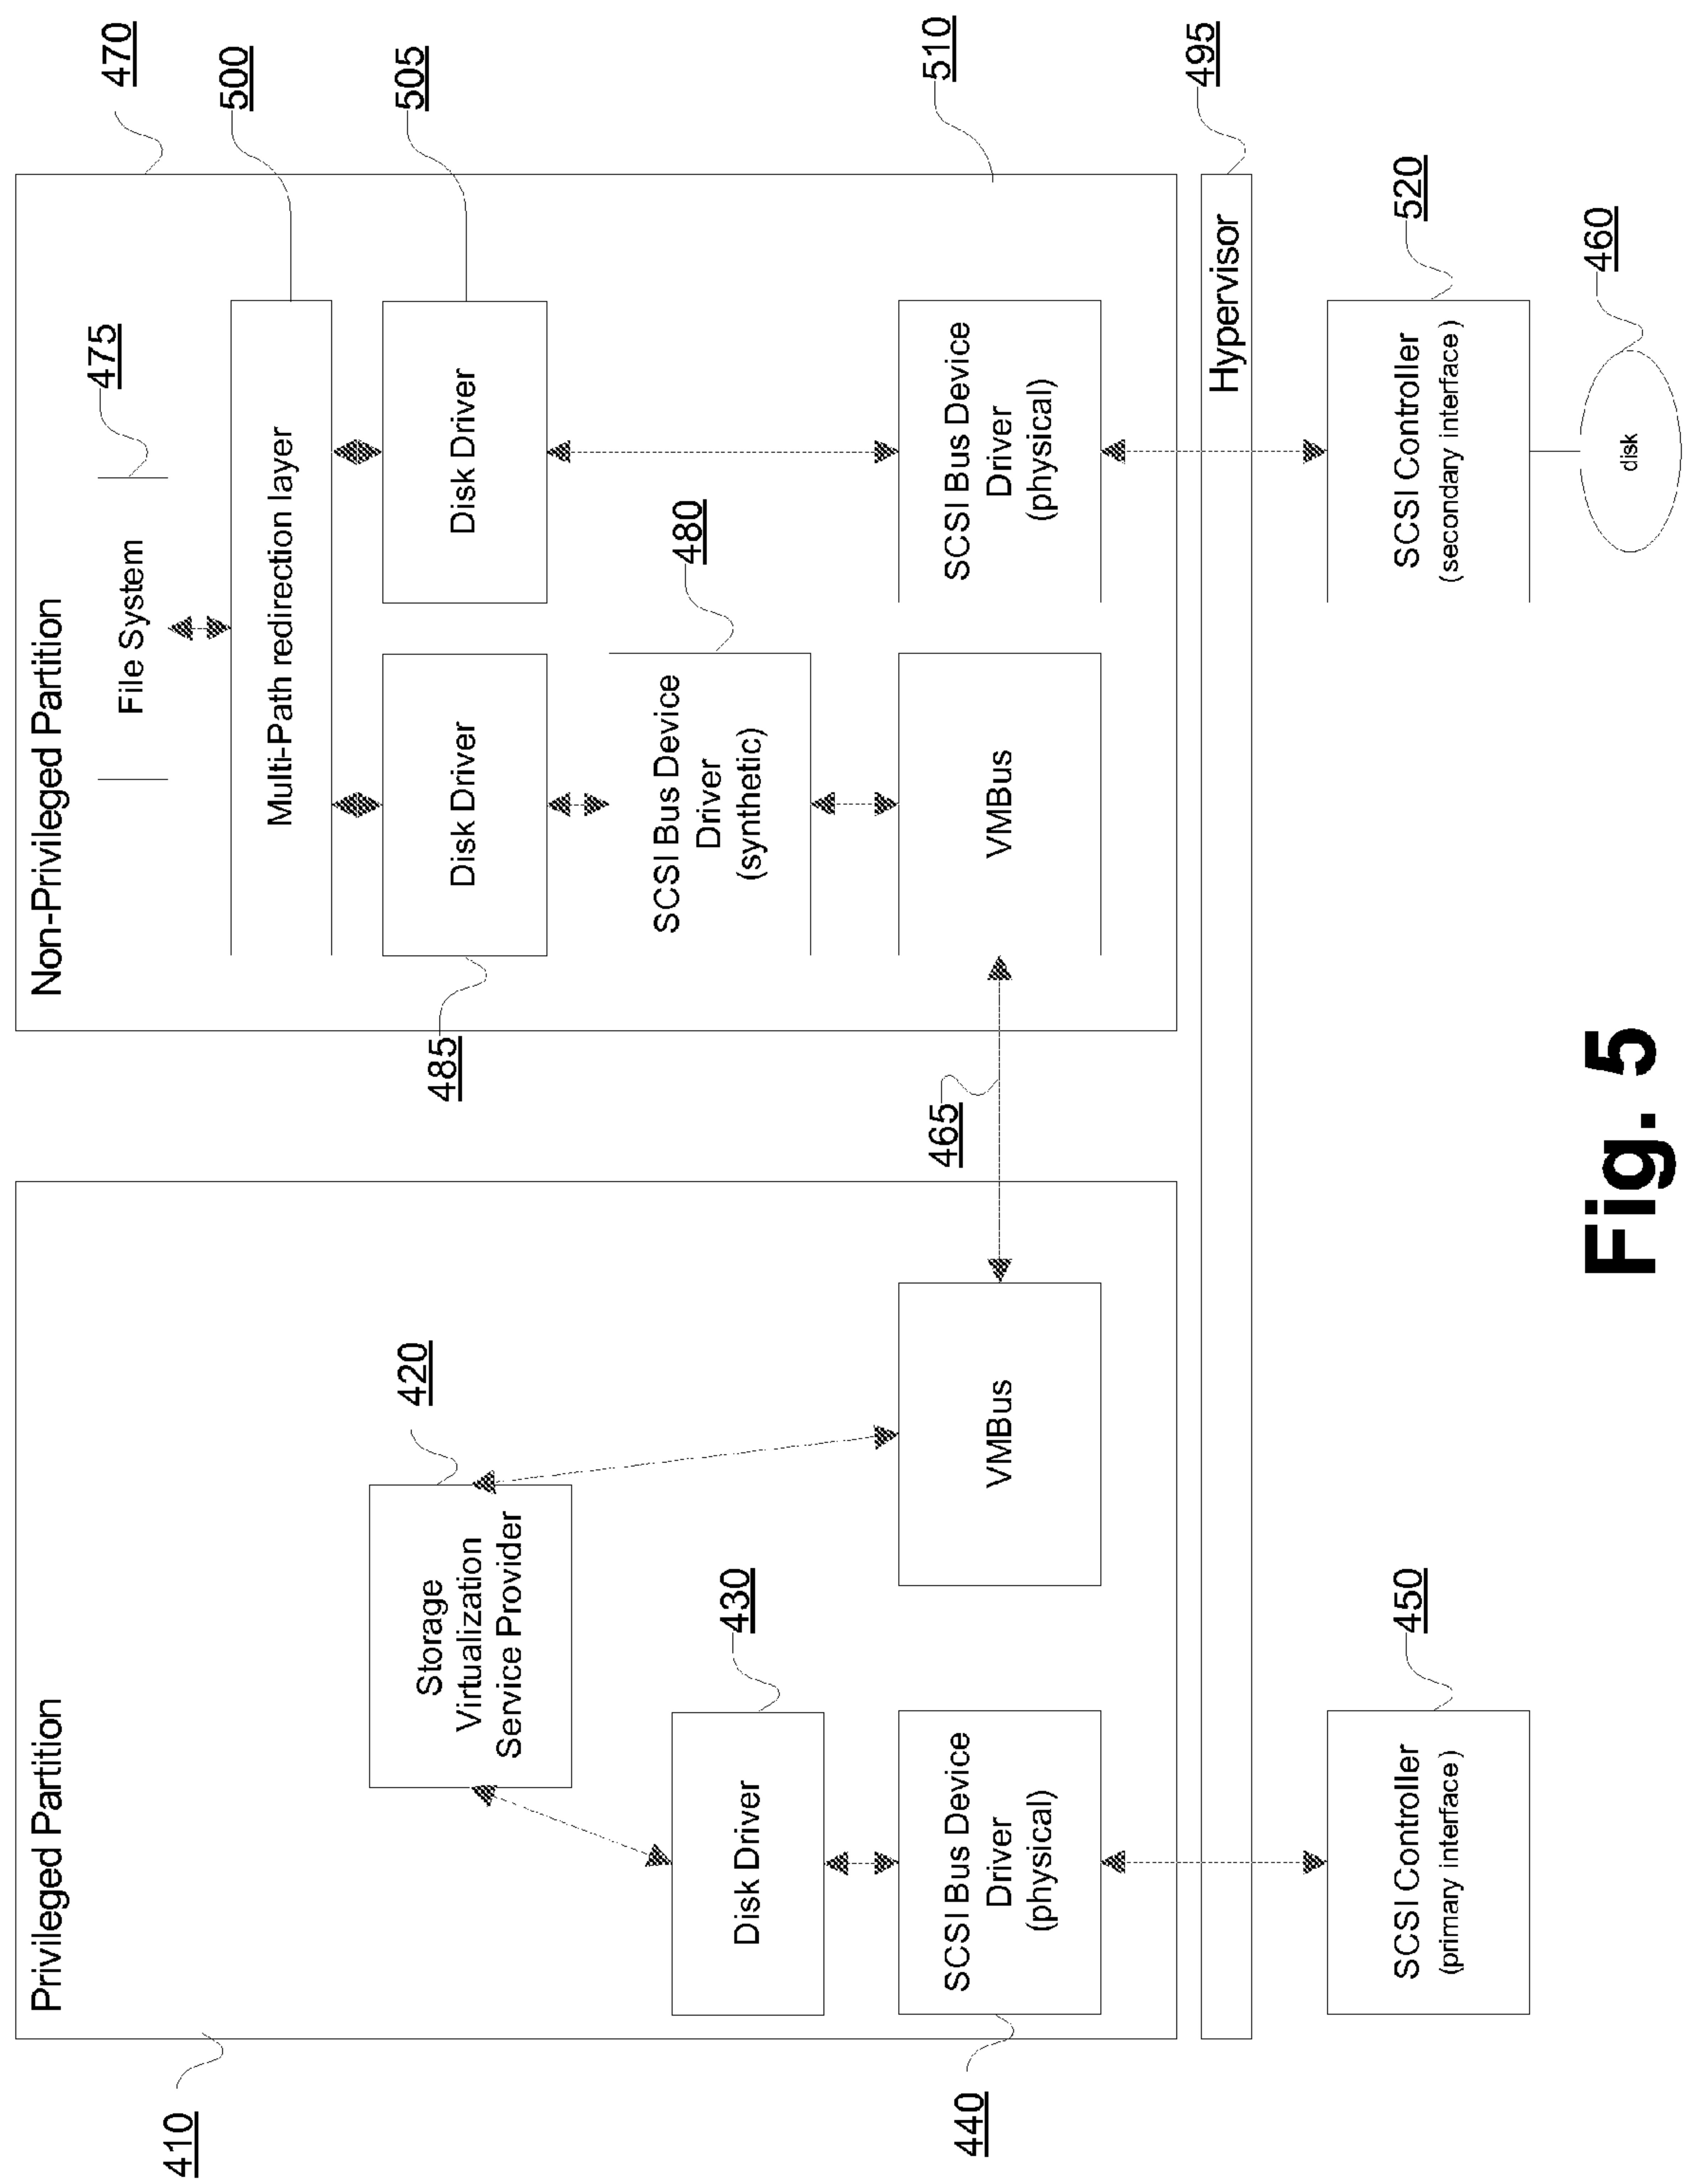 Privileged Partition
410
Storage
Virtualization
Service Provider
420
Disk Driver
430
SCSI Bus Device
Driver
(physical)
440
VMBus
465
Non-Privileged Partition
470
File System
475
Multi-Path redirection layer
500
Disk Driver
485
Disk Driver
505
SCSI Bus Device
Driver
(synthetic)
480
VMBus
SCSI Bus Device
Driver
(physical)
510
Hypervisor
495
SCSI Controller
(primary interface)
450
SCSI Controller
(secondary interface)
520
disk
460
Fig. 5